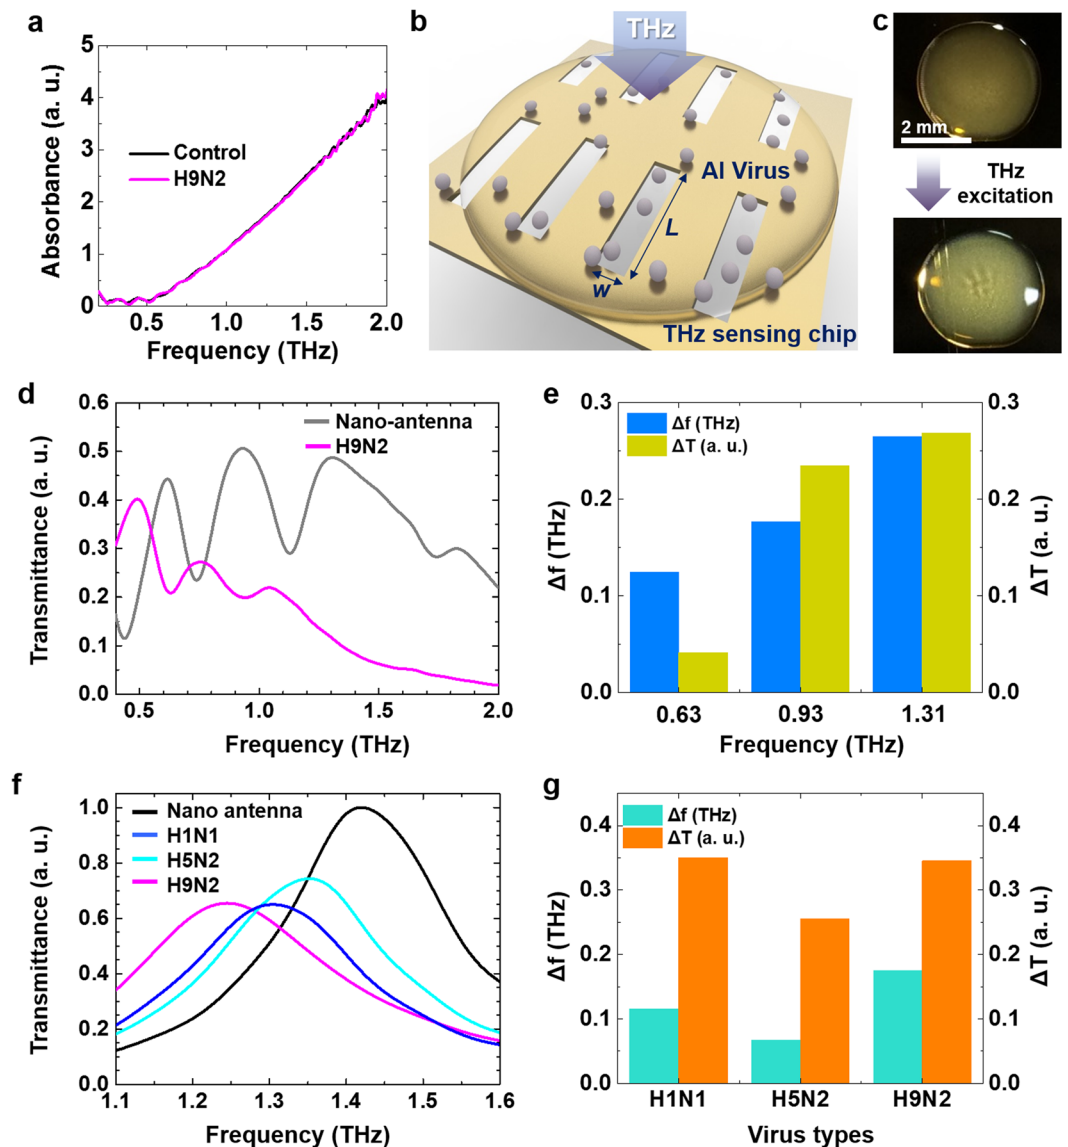 a
5
4
3
2
1
0
Absorbance (a. u.)
Control
H9N2
0.5
1.0
1.5
2.0
Frequency (THz)
b
THz
AI Virus
L
w
THz sensing chip
c
2 mm
THz
excitation
d
0.6
0.5
0.4
0.3
0.2
0.1
0.0
Transmittance (a. u.)
Nano-antenna
H9N2
0.5
1.0
1.5
2.0
Frequency (THz)
e
0.3
0.2
0.1
0.0
Δf (THz)
Δf (THz)
ΔT (a. u.)
0.3
0.2
0.1
0.0
ΔT (a. u.)
0.63
0.93
1.31
Frequency (THz)
f
1.0
0.8
0.6
0.4
0.2
0.0
Transmittance (a. u.)
Nano antenna
H1N1
H5N2
H9N2
1.1
1.2
1.3
1.4
1.5
1.6
Frequency (THz)
g
0.4
0.3
0.2
0.1
0.0
Δf (THz)
Δf (THz)
ΔT (a. u.)
0.4
0.3
0.2
0.1
0.0
ΔT (a. u.)
H1N1
H5N2
H9N2
Virus types